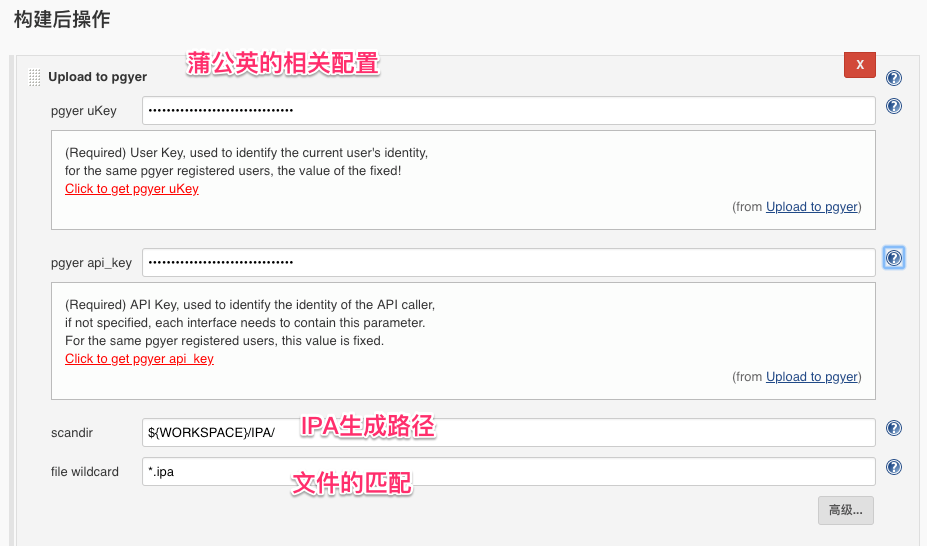 构建后操作
蒲公英的相关配置
Upload to pgyer
X
?
pgyer uKey
••••••••••••••••••••••••••••••••
?
(Required) User Key, used to identify the current user's identity,
for the same pgyer registered users, the value of the fixed!
Click to get pgyer uKey
(from Upload to pgyer)
pgyer api_key
••••••••••••••••••••••••••••••••
?
(Required) API Key, used to identify the identity of the API caller,
if not specified, each interface needs to contain this parameter.
For the same pgyer registered users, this value is fixed.
Click to get pgyer api_key
(from Upload to pgyer)
scandir
${WORKSPACE}/IPA/
IPA生成路径
?
file wildcard
*.ipa
文件的匹配
?
高级...